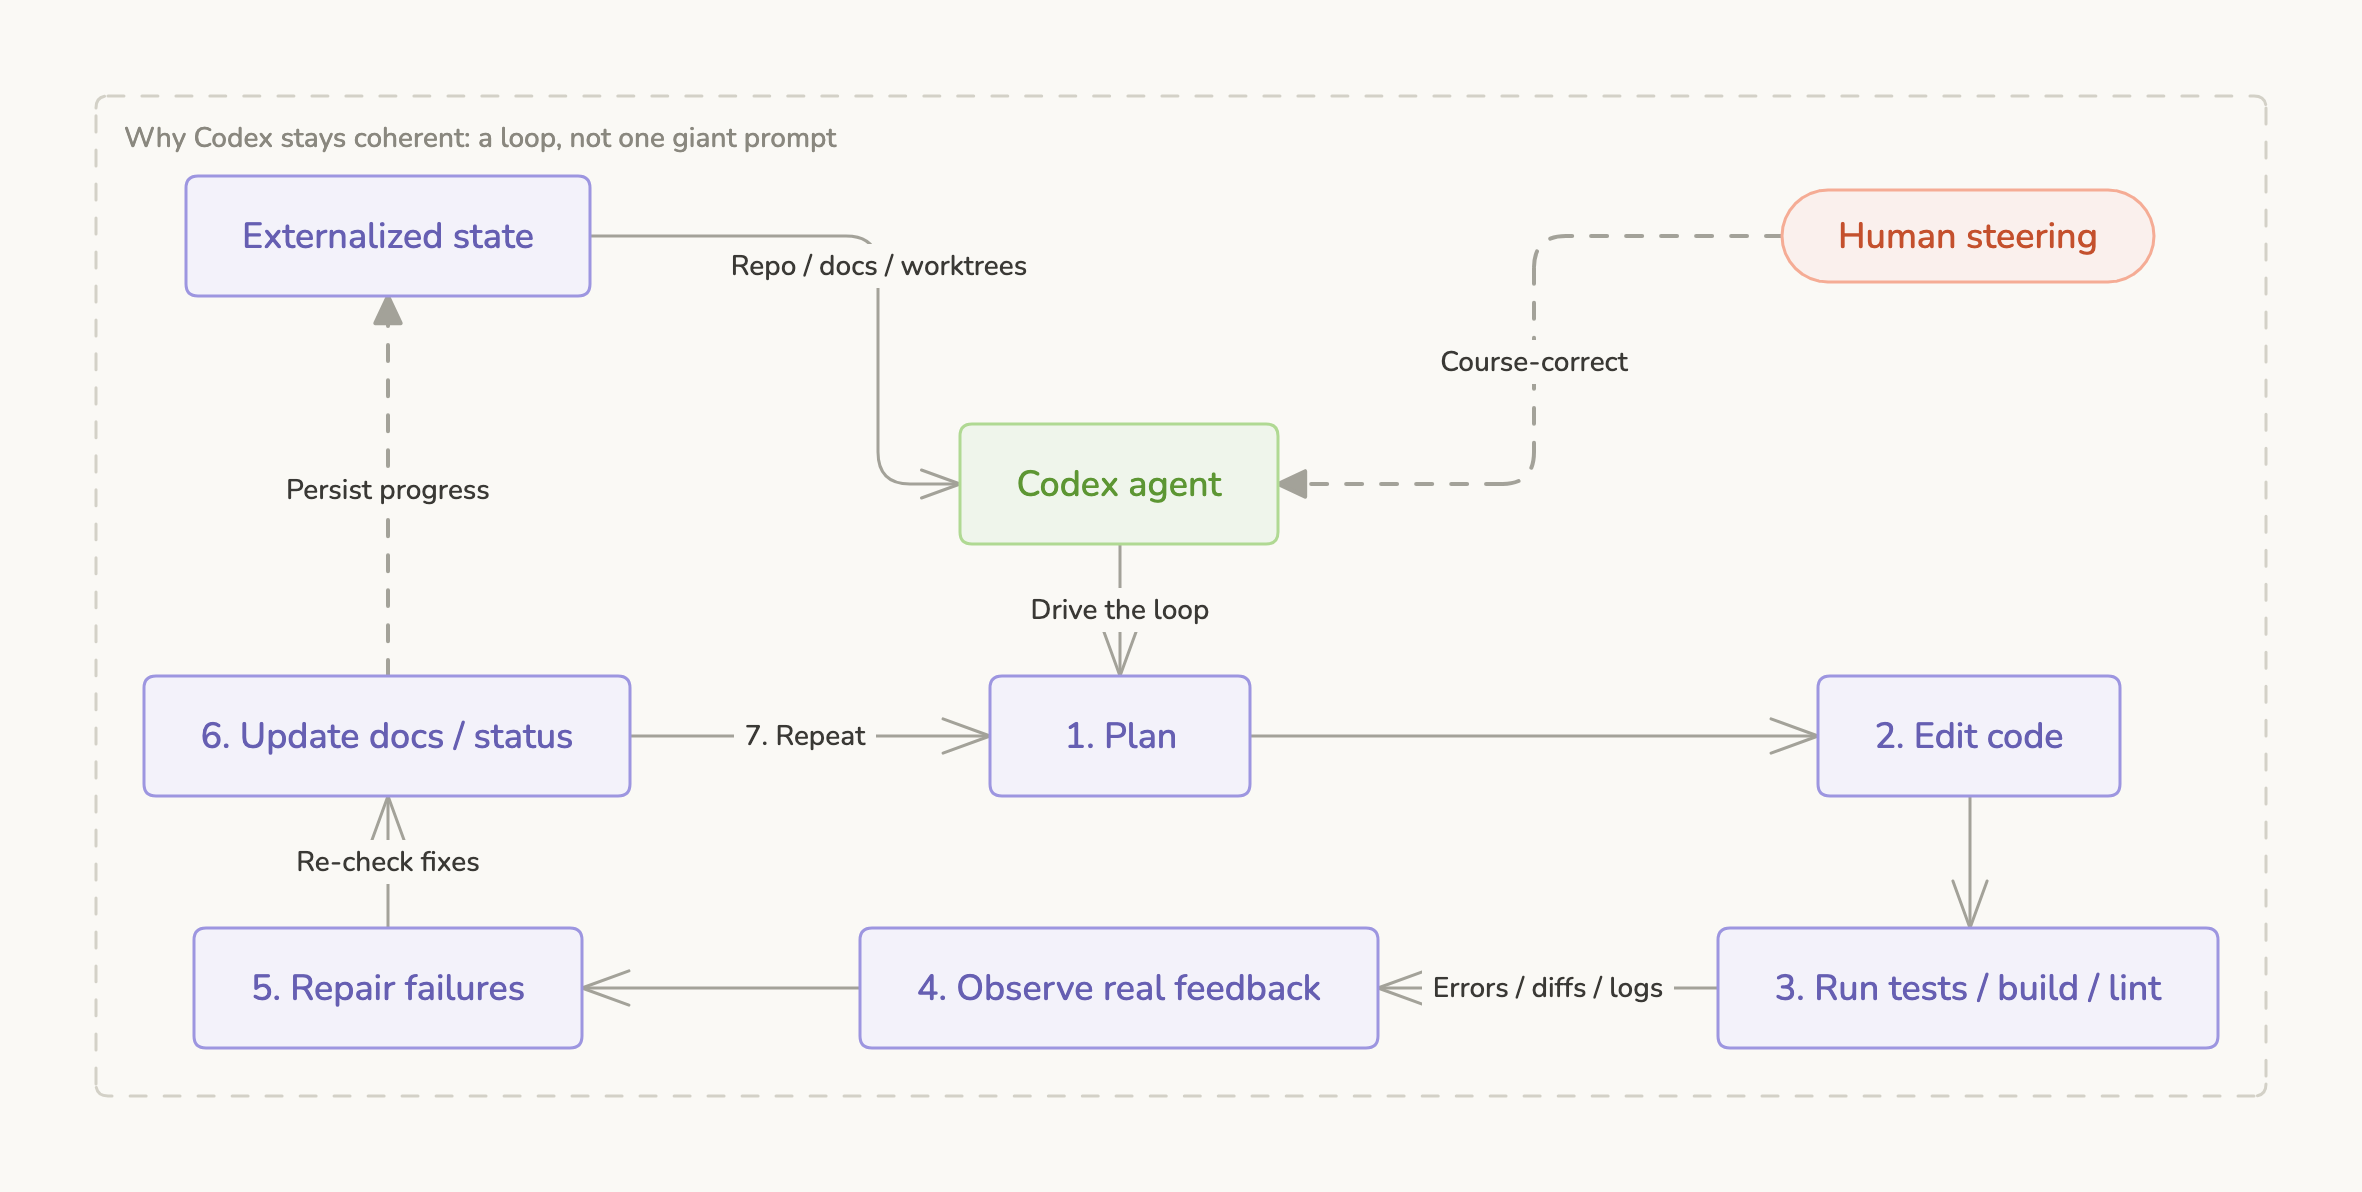 Why Codex stays coherent: a loop, not one giant prompt
Externalized state
Human steering
Repo / docs / worktrees
Course-correct
Codex agent
Persist progress
Drive the loop
6. Update docs / status
7. Repeat
1. Plan
2. Edit code
Re-check fixes
5. Repair failures
4. Observe real feedback
Errors / diffs / logs
3. Run tests / build / lint